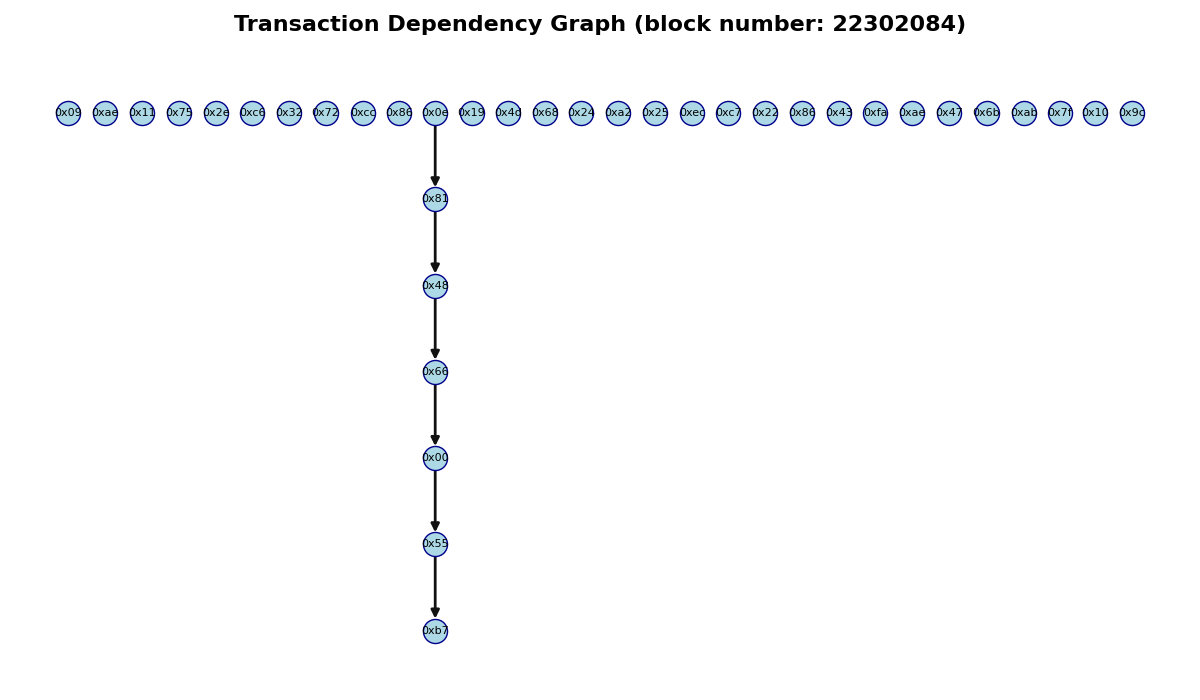 Transaction Dependency Graph (block number: 22302084)
0x09 0xae 0x11 0x75 0x2e 0xc6 0x32 0x72 0xcc 0x86 0x0e 0x19 0x4d 0x68 0x24 0xa2 0x25 0xec 0xc7 0x22 0x86 0x43 0xfa 0xae 0x47 0x6b 0xab 0x7f 0x10 0x9c
0x81
0x48
0x66
0x00
0x55
0xb7